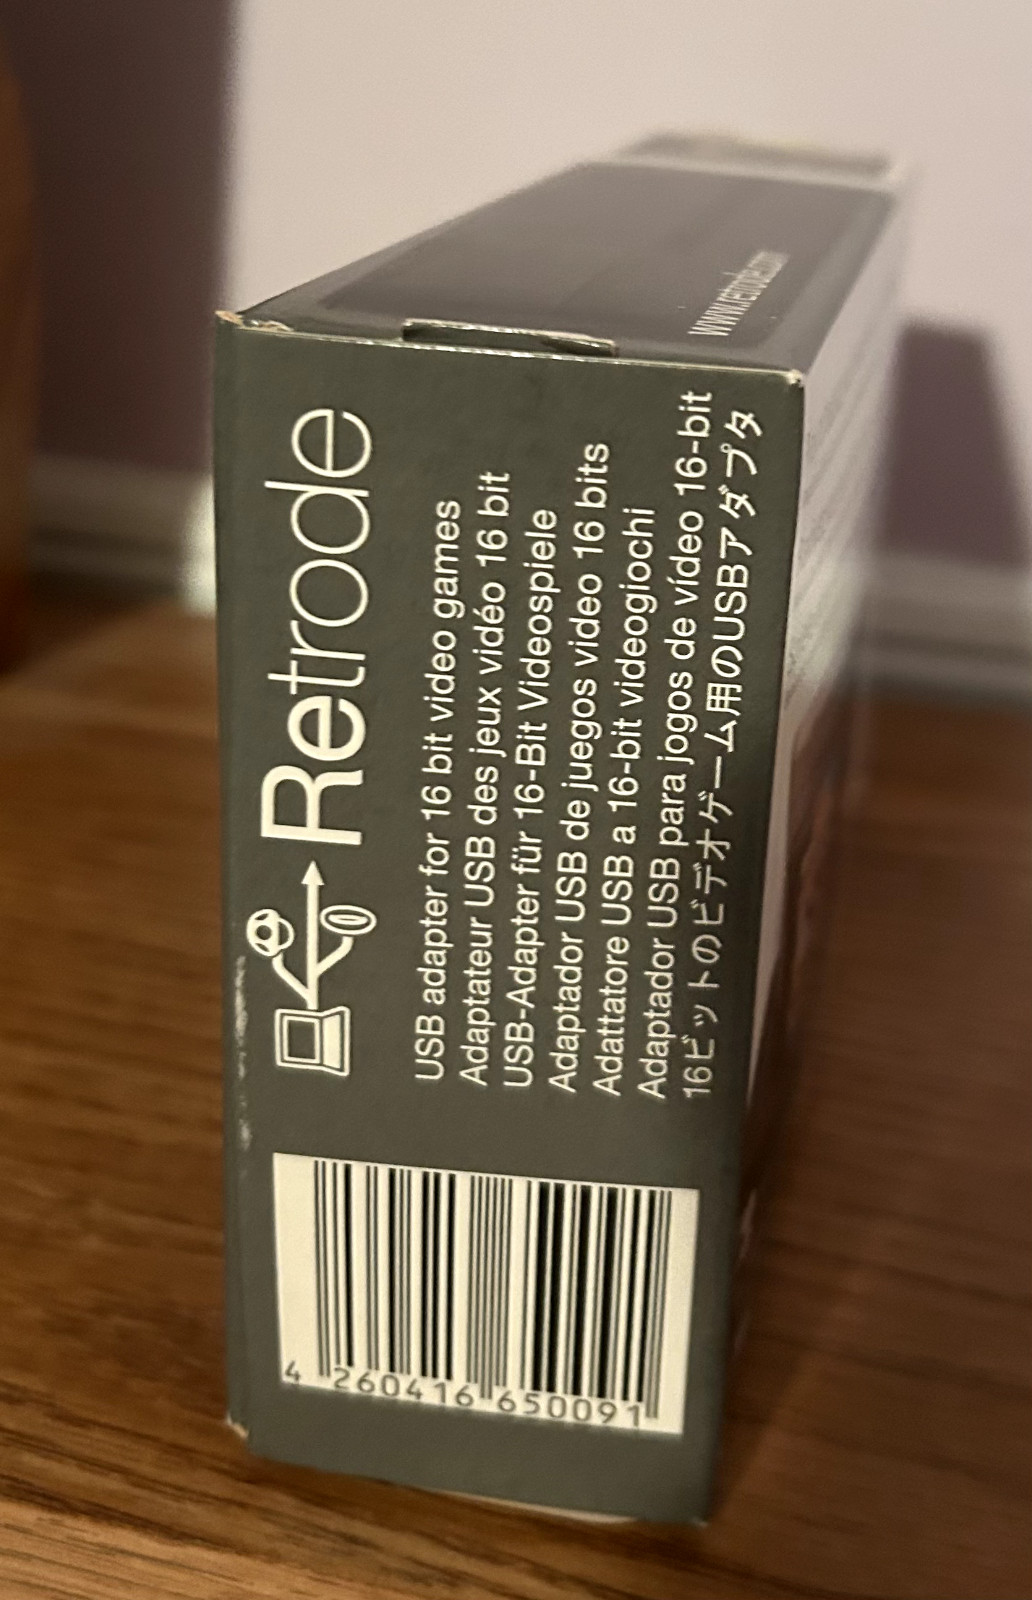 www.retrode.com
Retrode
USB adapter for 16 bit video games
Adaptateur USB des jeux vidéo 16 bit
USB-Adapter für 16-Bit Videospiele
Adaptador USB de juegos video 16 bits
Adattatore USB a 16-bit videogiochi
Adaptador USB para jogos de vídeo 16-bit
16ビットのビデオゲーム用のUSBアダプタ
4 260416 650091